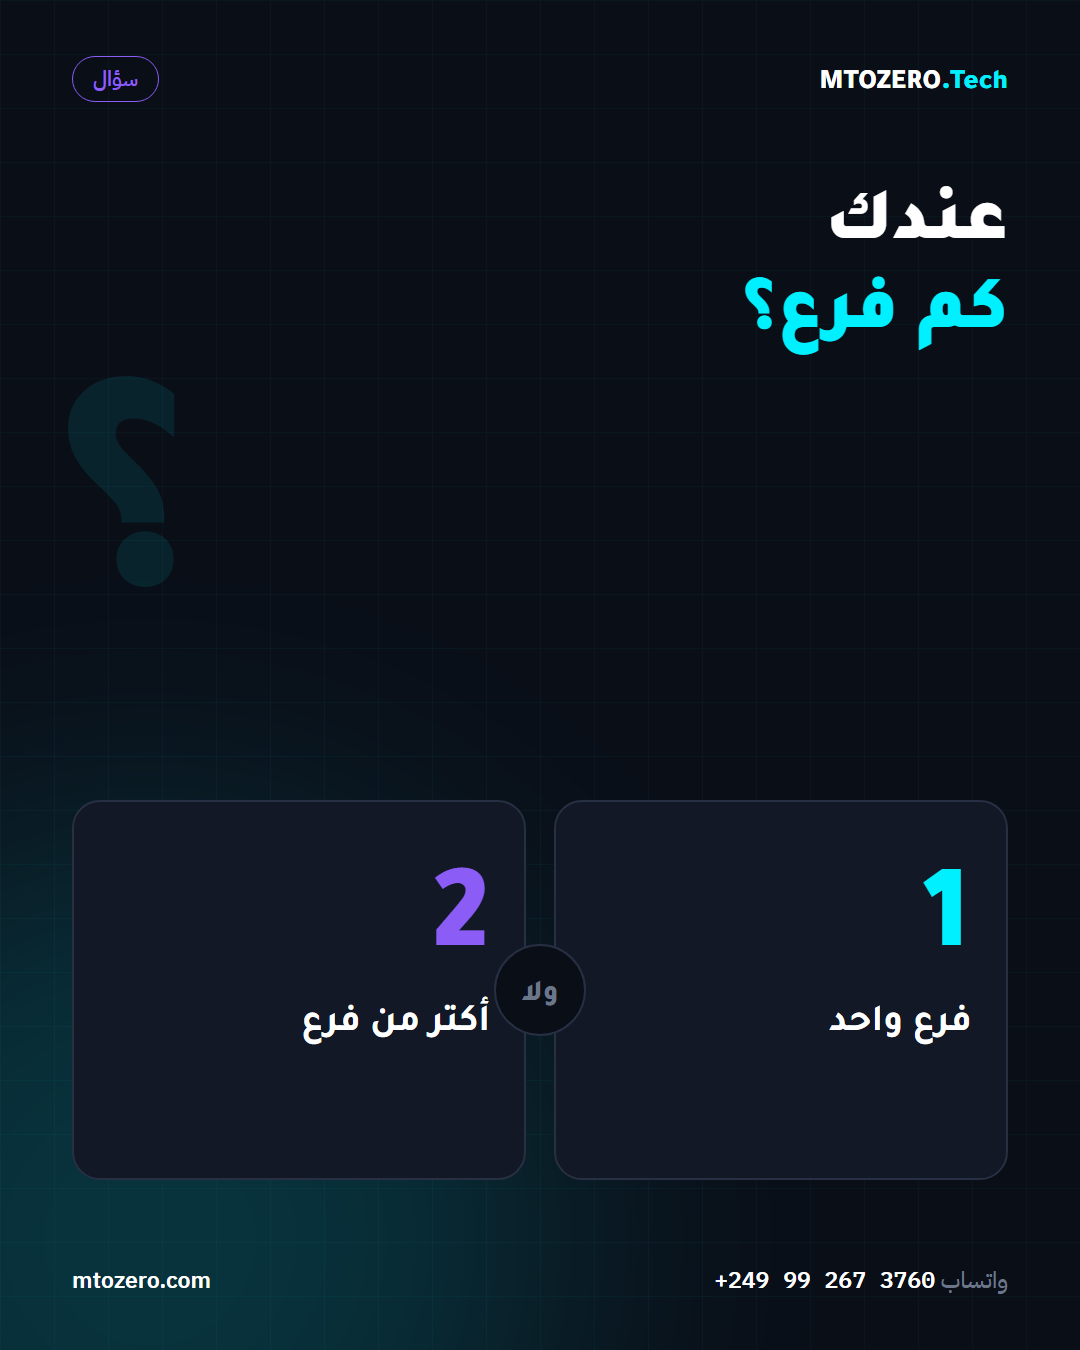 MTOZERO.Tech
سؤال
عندك
كم فرع؟
؟
1
فرع واحد
ولا
2
أكتر من فرع
واتساب +249 99 267 3760
mtozero.com